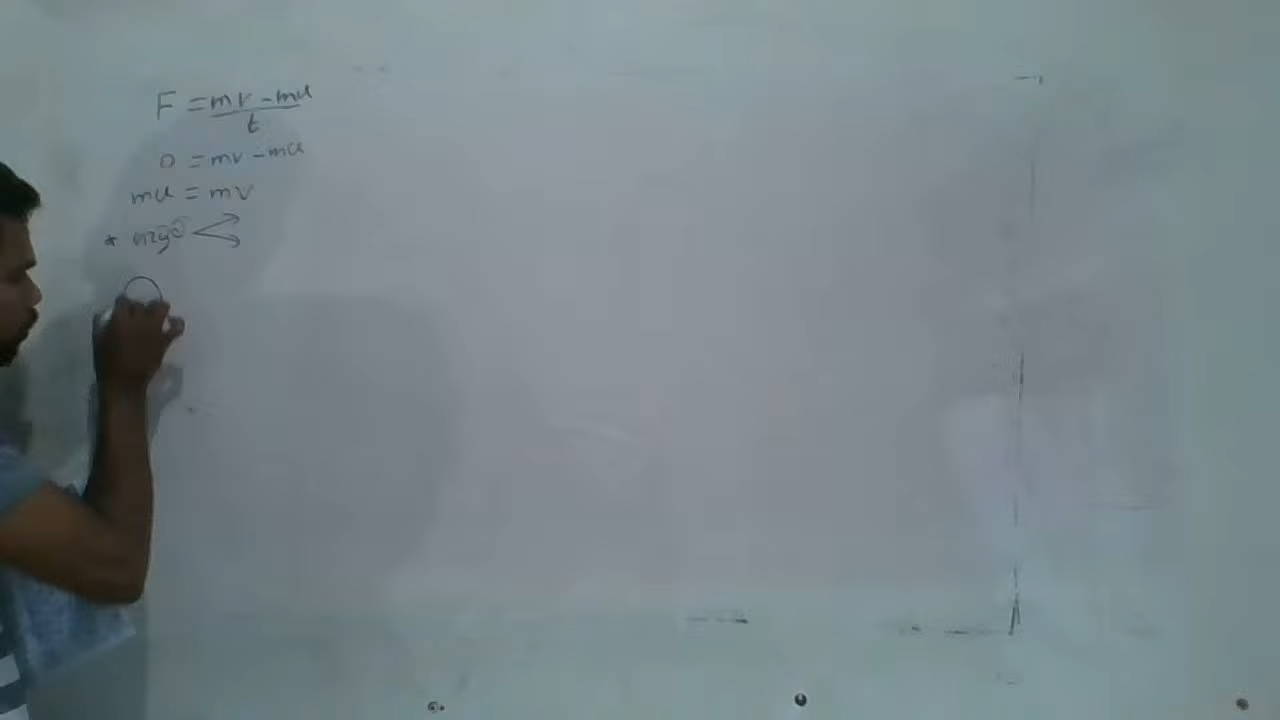 F = mv - mu / t
0 = mv - mu
mu = mv
*